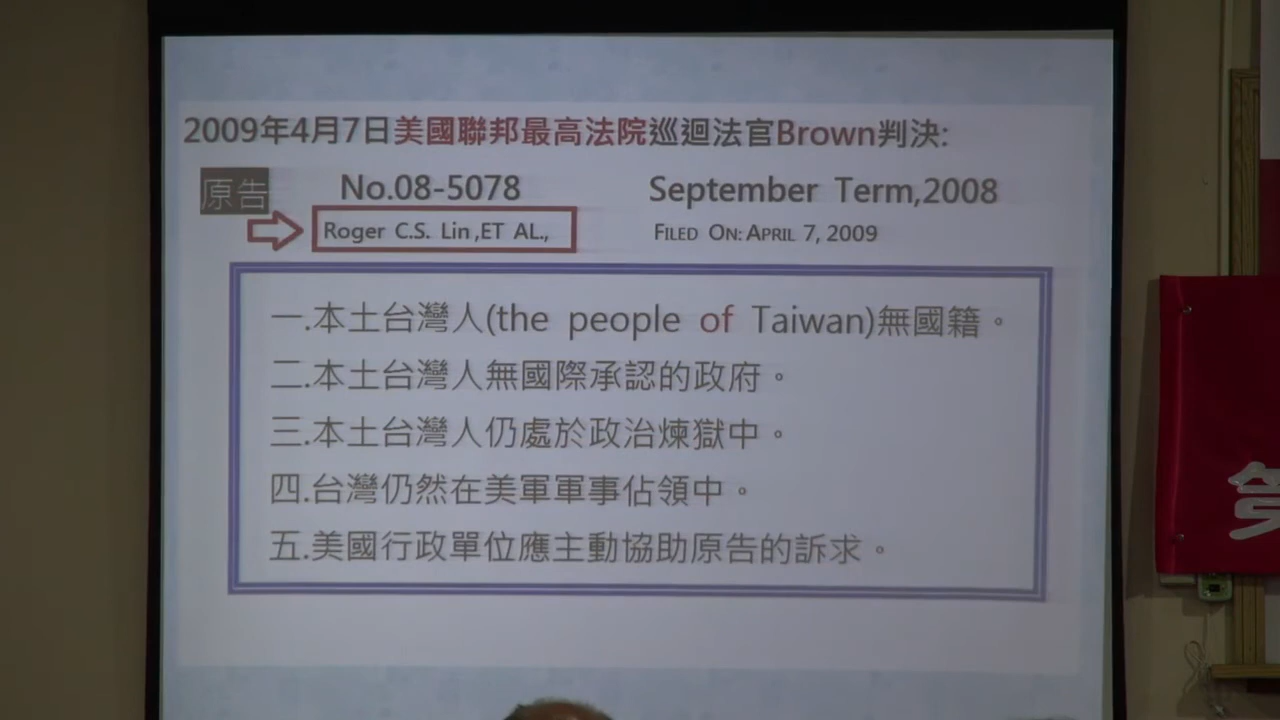 2009年4月7日美國聯邦最高法院巡迴法官Brown判決:
原告 No.08-5078 September Term,2008
Roger C.S. Lin,ET AL., FILED ON: APRIL 7, 2009
一.本土台灣人(the people of Taiwan)無國籍。
二.本土台灣人無國際承認的政府。
三.本土台灣人仍處於政治煉獄中。
四.台灣仍然在美軍軍事佔領中。
五.美國行政單位應主動協助原告的訴求。